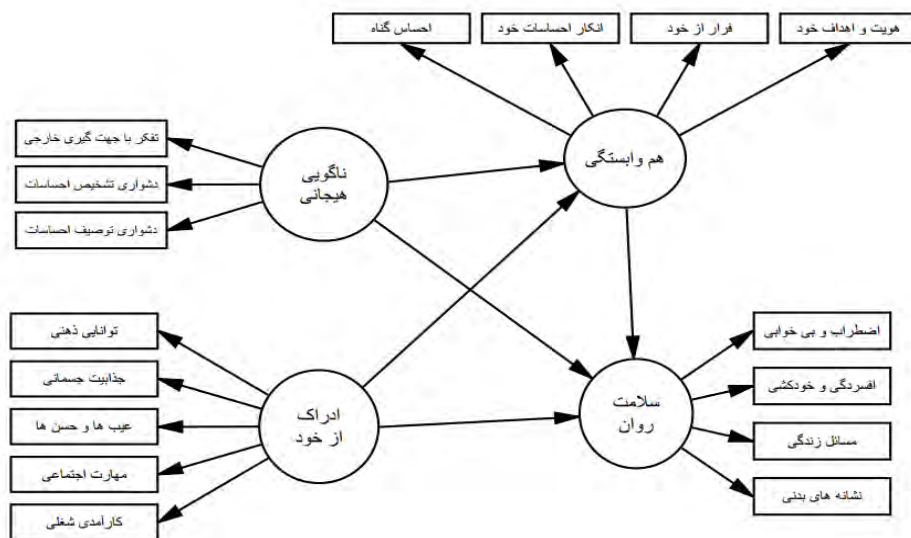 هویت و اهداف خود
فرار از خود
انکار احساسات خود
احساس گناه
هم وابستگی
ناگویی
هیجانی
تفکر با جهت گیری خارجی
دشواری تشخیص احساسات
دشواری توصیف احساسات
توانایی ذهنی
جذابیت جسمانی
عیب ها و حسن ها
مهارت اجتماعی
کارآمدی شغلی
ادراک
از خود
سلامت
روان
اضطراب و بی خوابی
افسردگی و خودکشی
مسائل زندگی
نشانه های بدنی